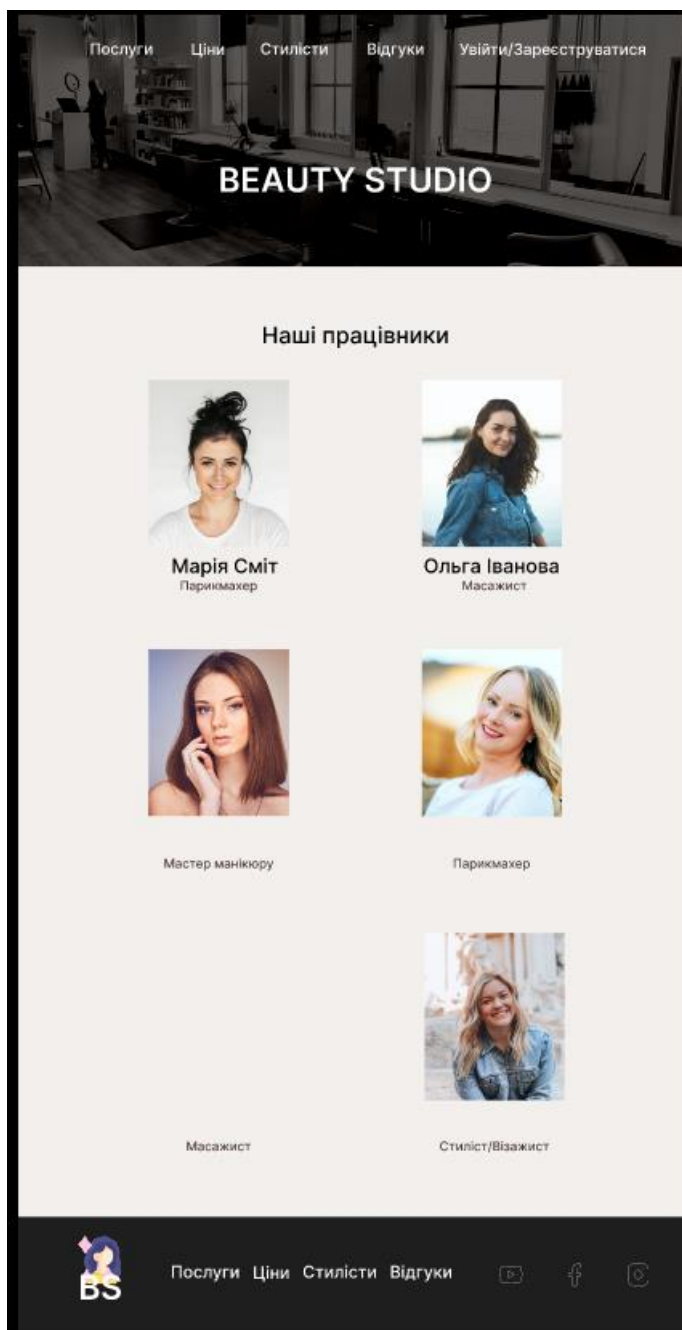 Послуги Ціни Стилісти Відгуки Увійти/Зареєструватися
BEAUTY STUDIO
Наші працівники
Марія Сміт Ольга Іванова
Парикмахер Масажист
Мастер манікюру Парикмахер
Масажист Стиліст/Візажист
BS Послуги Ціни Стилісти Відгуки